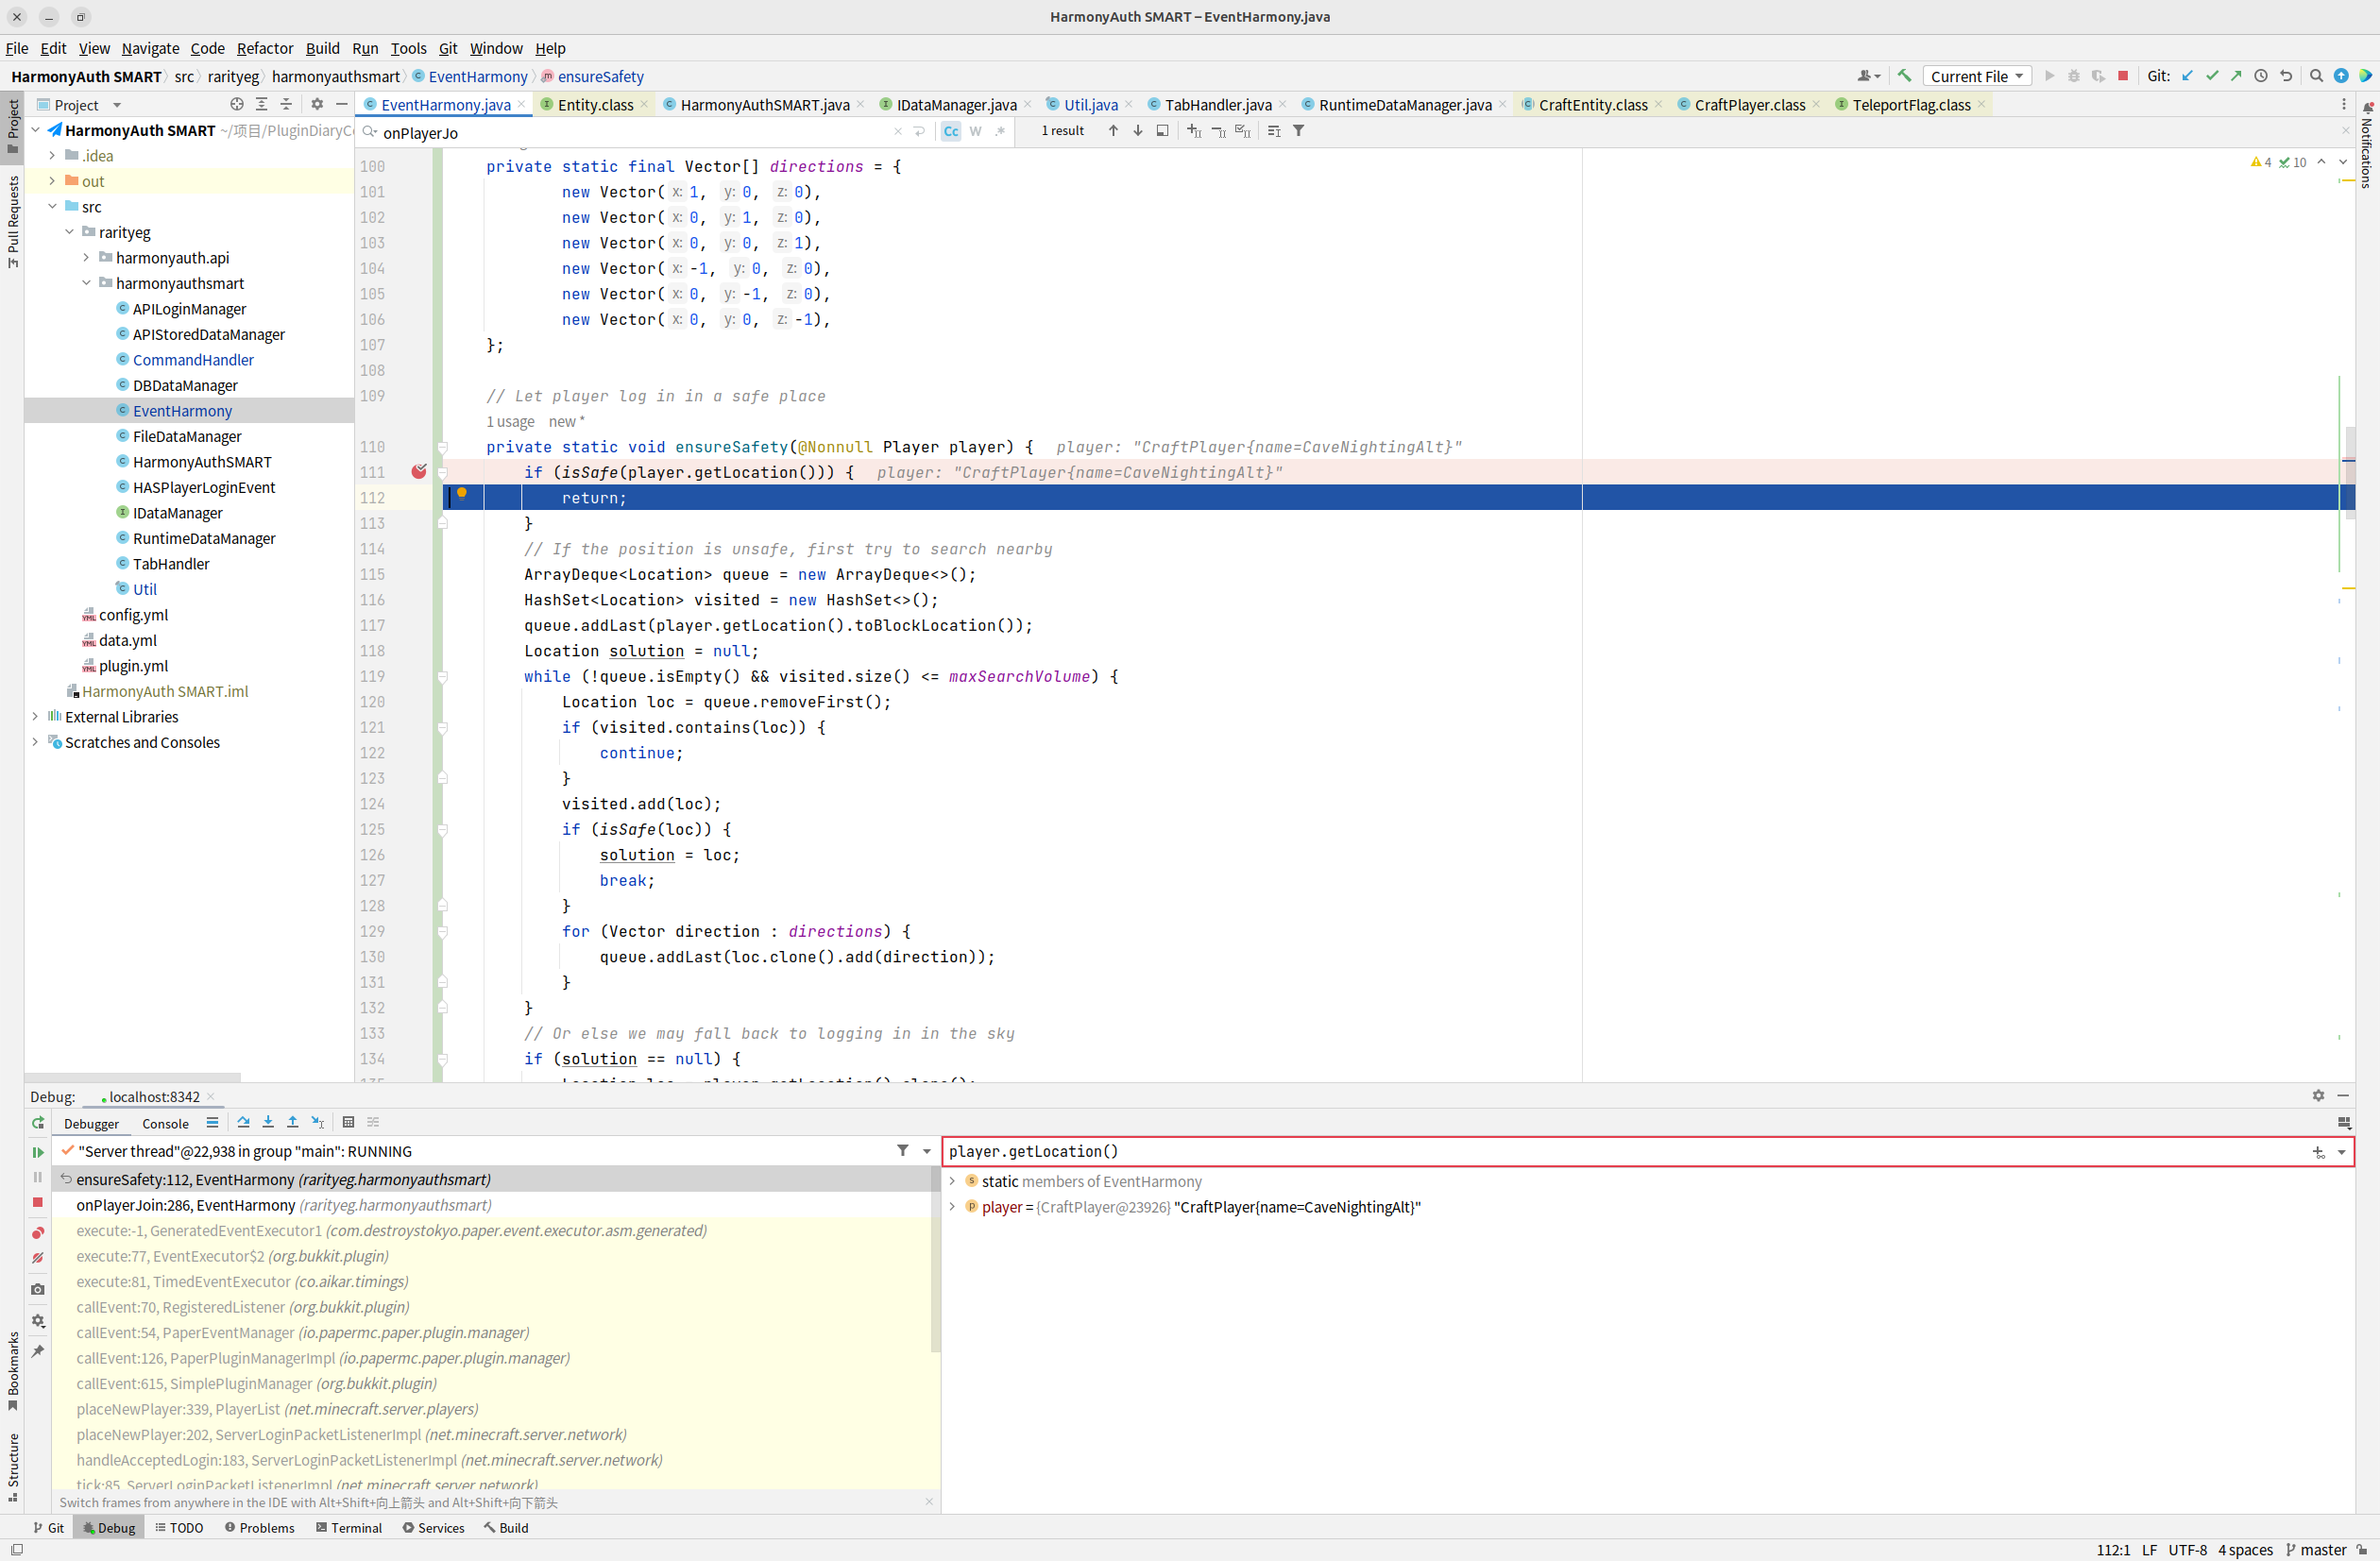 HarmonyAuth SMART – EventHarmony.java
File Edit View Navigate Code Refactor Build Run Tools Git Window Help
HarmonyAuth SMART src rarityeg harmonyauthsmart EventHarmony ensureSafety
Current File Git:
Project
EventHarmony.java Entity.class HarmonyAuthSMART.java IDataManager.java Util.java TabHandler.java RuntimeDataManager.java CraftEntity.class CraftPlayer.class TeleportFlag.class
onPlayerJo Cc W .* 1 result
Project
Pull Requests
Bookmarks
Structure
Notifications
HarmonyAuth SMART ~/项目/PluginDiaryCo
.idea
out
src
rarityeg
harmonyauth.api
harmonyauthsmart
APILoginManager
APIStoredDataManager
CommandHandler
DBDataManager
EventHarmony
FileDataManager
HarmonyAuthSMART
HASPlayerLoginEvent
IDataManager
RuntimeDataManager
TabHandler
Util
config.yml
data.yml
plugin.yml
HarmonyAuth SMART.iml
External Libraries
Scratches and Consoles
4 10
100 private static final Vector[] directions = {
101 new Vector( x: 1, y: 0, z: 0),
102 new Vector( x: 0, y: 1, z: 0),
103 new Vector( x: 0, y: 0, z: 1),
104 new Vector( x: -1, y: 0, z: 0),
105 new Vector( x: 0, y: -1, z: 0),
106 new Vector( x: 0, y: 0, z: -1),
107 };
108
109 // Let player log in in a safe place
1 usage new *
110 private static void ensureSafety(@Nonnull Player player) { player: "CraftPlayer{name=CaveNightingAlt}"
111 if (isSafe(player.getLocation())) { player: "CraftPlayer{name=CaveNightingAlt}"
112 return;
113 }
114 // If the position is unsafe, first try to search nearby
115 ArrayDeque<Location> queue = new ArrayDeque<>();
116 HashSet<Location> visited = new HashSet<>();
117 queue.addLast(player.getLocation().toBlockLocation());
118 Location solution = null;
119 while (!queue.isEmpty() && visited.size() <= maxSearchVolume) {
120 Location loc = queue.removeFirst();
121 if (visited.contains(loc)) {
122 continue;
123 }
124 visited.add(loc);
125 if (isSafe(loc)) {
126 solution = loc;
127 break;
128 }
129 for (Vector direction : directions) {
130 queue.addLast(loc.clone().add(direction));
131 }
132 }
133 // Or else we may fall back to logging in in the sky
134 if (solution == null) {
Debug: localhost:8342
Debugger Console
"Server thread"@22,938 in group "main": RUNNING
ensureSafety:112, EventHarmony (rarityeg.harmonyauthsmart)
onPlayerJoin:286, EventHarmony (rarityeg.harmonyauthsmart)
execute:-1, GeneratedEventExecutor1 (com.destroystokyo.paper.event.executor.asm.generated)
execute:77, EventExecutor$2 (org.bukkit.plugin)
execute:81, TimedEventExecutor (co.aikar.timings)
callEvent:70, RegisteredListener (org.bukkit.plugin)
callEvent:54, PaperEventManager (io.papermc.paper.plugin.manager)
callEvent:126, PaperPluginManagerImpl (io.papermc.paper.plugin.manager)
callEvent:615, SimplePluginManager (org.bukkit.plugin)
placeNewPlayer:339, PlayerList (net.minecraft.server.players)
placeNewPlayer:202, ServerLoginPacketListenerImpl (net.minecraft.server.network)
handleAcceptedLogin:183, ServerLoginPacketListenerImpl (net.minecraft.server.network)
tick:85, ServerLoginPacketListenerImpl (net.minecraft.server.network)
Switch frames from anywhere in the IDE with Alt+Shift+向上箭头 and Alt+Shift+向下箭头
player.getLocation()
static members of EventHarmony
player = {CraftPlayer@23926} "CraftPlayer{name=CaveNightingAlt}"
Git Debug TODO Problems Terminal Services Build
112:1 LF UTF-8 4 spaces master